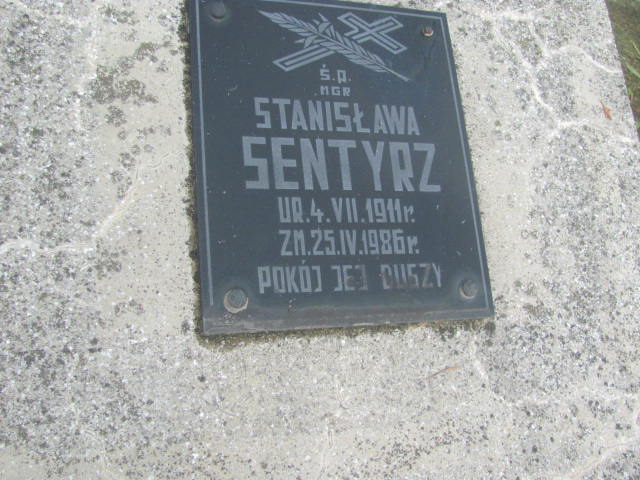 Ś.P.
MGR
STANISŁAWA
SENTYRZ
UR. 4. VII. 1911r.
ZM. 25.IV.1986r.
POKÓJ JEJ DUSZY